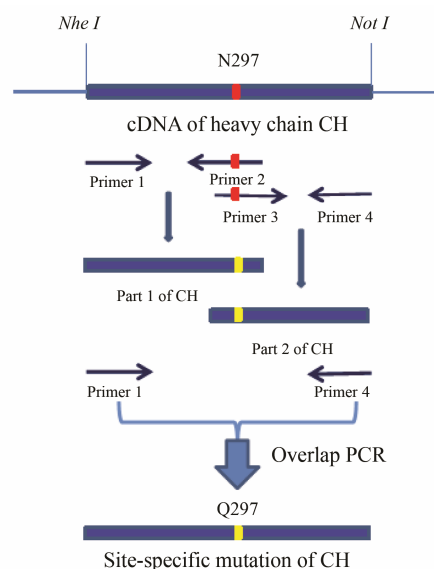 Nhe I
Not I
N297
cDNA of heavy chain CH
Primer 1
Primer 2
Primer 3
Primer 4
Part 1 of CH
Part 2 of CH
Primer 1
Primer 4
Overlap PCR
Q297
Site-specific mutation of CH